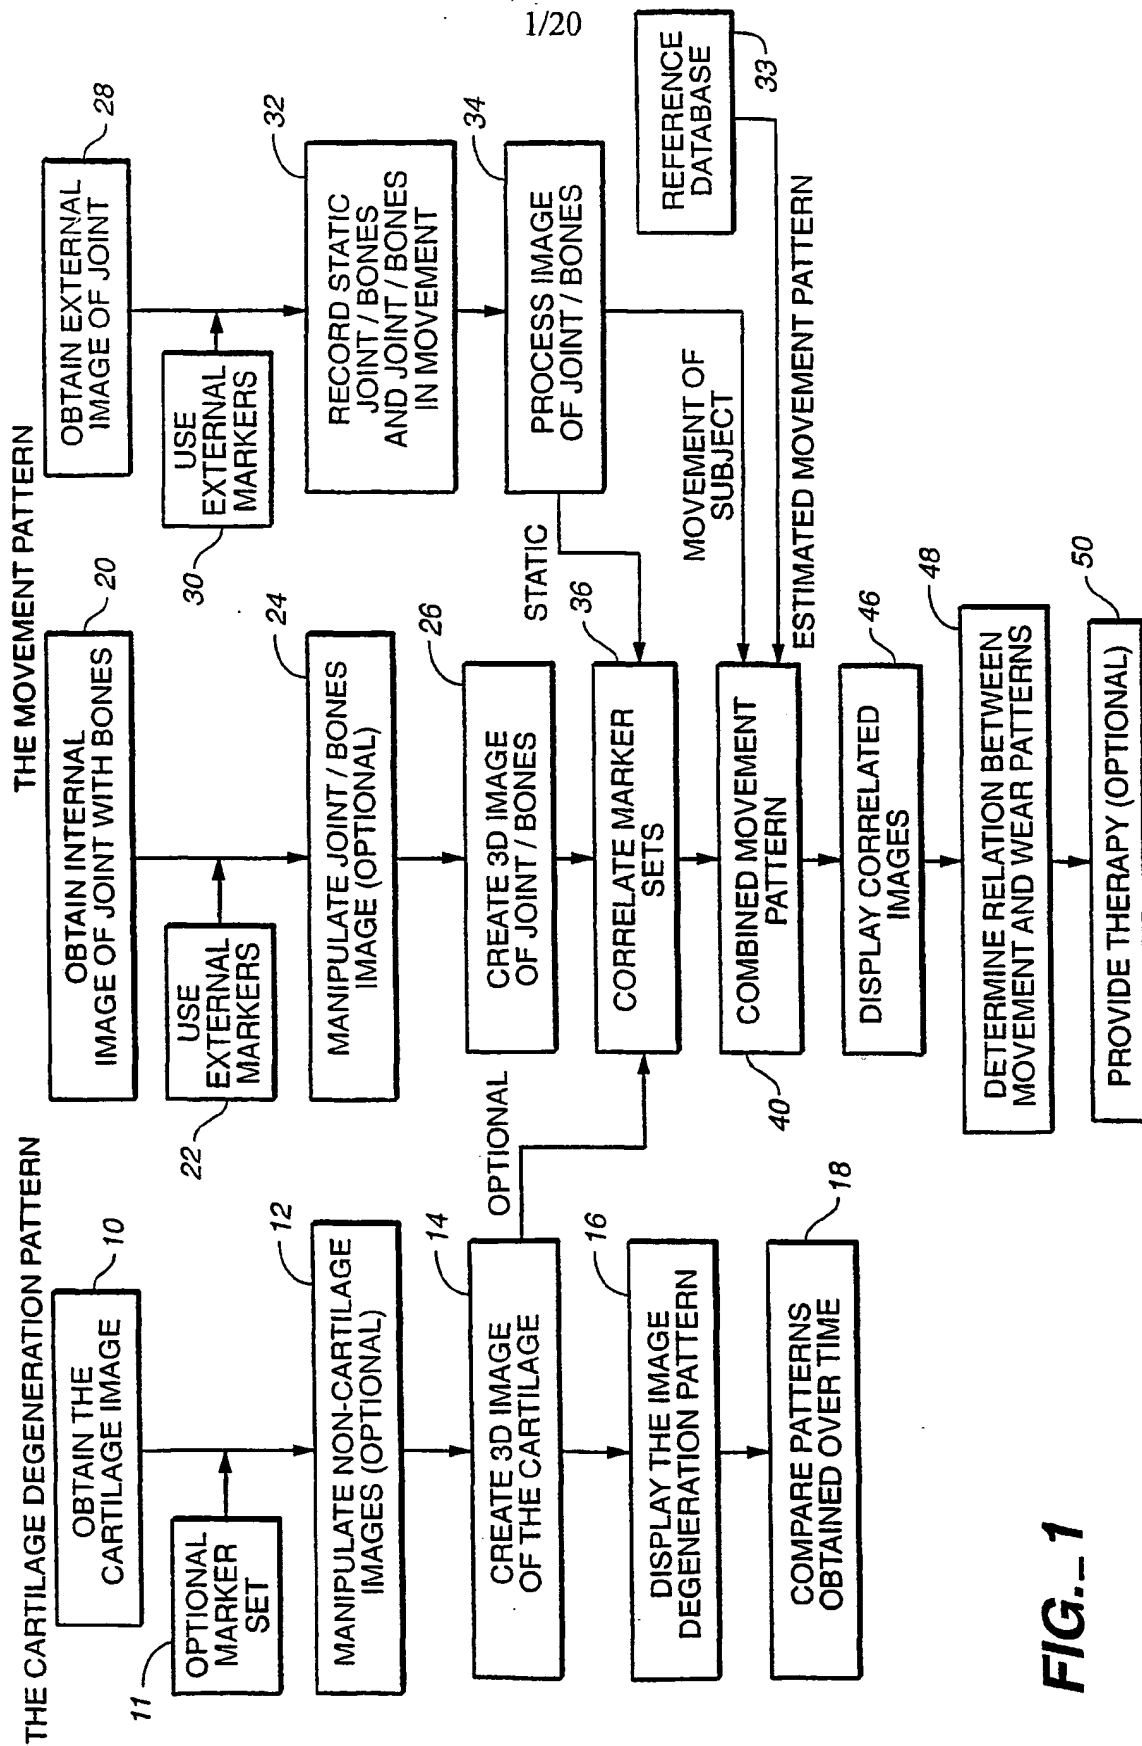 1/20
THE CARTILAGE DEGENERATION PATTERN
10
OBTAIN THE
CARTILAGE IMAGE
11
OPTIONAL
MARKER
SET
12
MANIPULATE NON-CARTILAGE
IMAGES (OPTIONAL)
14
CREATE 3D IMAGE
OF THE CARTILAGE
OPTIONAL
16
DISPLAY THE IMAGE
DEGENERATION PATTERN
18
COMPARE PATTERNS
OBTAINED OVER TIME
THE MOVEMENT PATTERN
20
OBTAIN INTERNAL
IMAGE OF JOINT WITH BONES
22
USE
EXTERNAL
MARKERS
24
MANIPULATE JOINT / BONES
IMAGE (OPTIONAL)
26
CREATE 3D IMAGE
OF JOINT / BONES
28
OBTAIN EXTERNAL
IMAGE OF JOINT
30
USE
EXTERNAL
MARKERS
32
RECORD STATIC
JOINT / BONES
AND JOINT / BONES
IN MOVEMENT
34
PROCESS IMAGE
OF JOINT / BONES
STATIC
36
CORRELATE MARKER
SETS
MOVEMENT OF
SUBJECT
REFERENCE
DATABASE
33
ESTIMATED MOVEMENT PATTERN
40
COMBINED MOVEMENT
PATTERN
46
DISPLAY CORRELATED
IMAGES
48
DETERMINE RELATION BETWEEN
MOVEMENT AND WEAR PATTERNS
50
PROVIDE THERAPY (OPTIONAL)
FIG._1